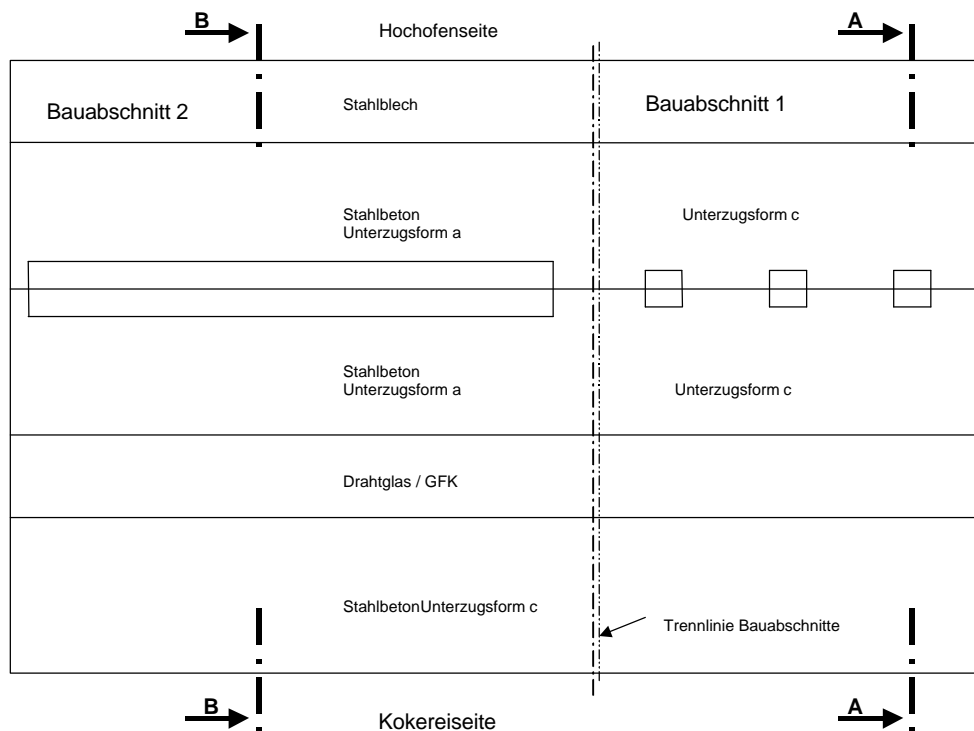 B
Hochofenseite
A
Bauabschnitt 2
Stahlblech
Bauabschnitt 1
Stahlbeton
Unterzugsform a
Unterzugsform c
Stahlbeton
Unterzugsform a
Unterzugsform c
Drahtglas / GFK
StahlbetonUnterzugsform c
Trennlinie Bauabschnitte
B
Kokereiseite
A